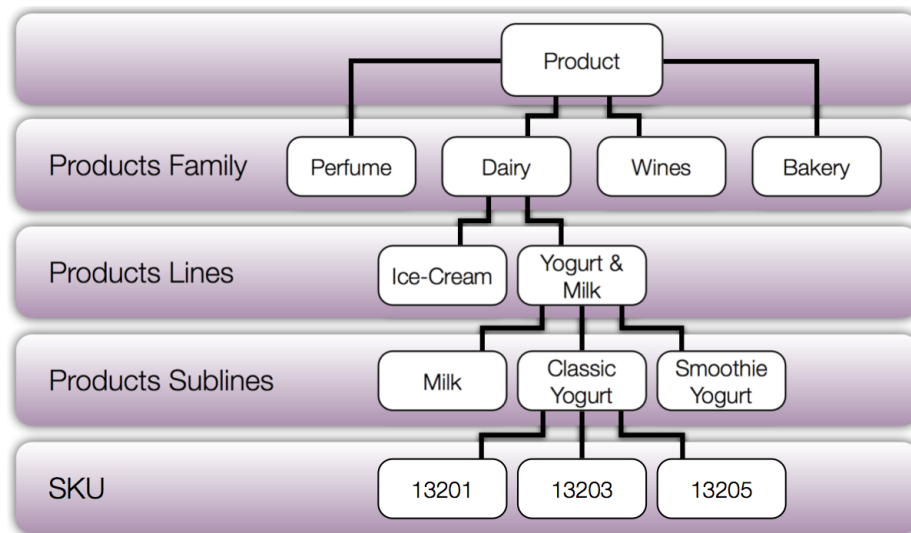 Product
Products Family
Perfume
Dairy
Wines
Bakery
Products Lines
Ice-Cream
Yogurt &
Milk
Products Sublines
Milk
Classic
Yogurt
Smoothie
Yogurt
SKU
13201
13203
13205